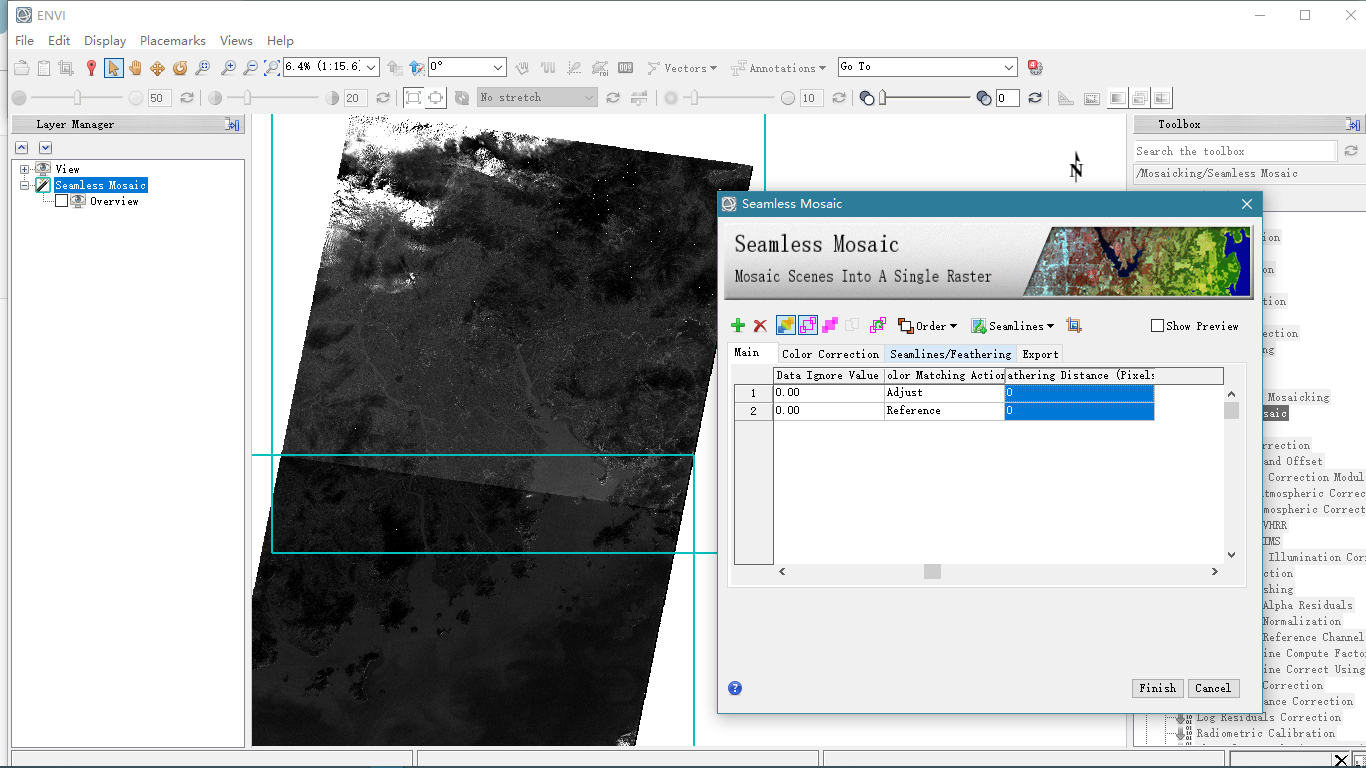 ENVI
File Edit Display Placemarks Views Help
6.4% (1:15.6 0° Vectors Annotations Go To
50 20 No stretch 10 0
Layer Manager
View
Seamless Mosaic
Overview
N
Toolbox
Search the toolbox
/Mosaicking/Seamless Mosaic
Seamless Mosaic
Seamless Mosaic
Mosaic Scenes Into A Single Raster
Order Seamlines Show Preview
Main Color Correction Seamlines/Feathering Export
Data Ignore Value olor Matching Action athering Distance (Pixels
1 0.00 Adjust 0
2 0.00 Reference 0
Finish Cancel
ion
on
tion
ection
ng
Mosaicking
saic
rrection
and Offset
Correction Modul
tmospheric Correct
mospheric Correct
VHRR
IMS
Illumination Cor
ction
shing
Alpha Residuals
Normalization
Reference Channel
ine Compute Facto
ine Correct Using
Correction
ance Correction
Log Residuals Correction
Radiometric Calibration